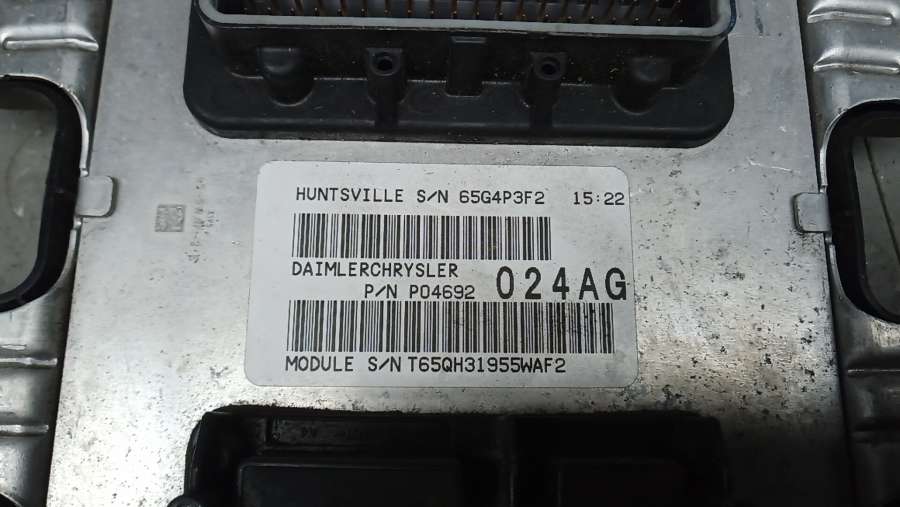 HUNTSVILLE S/N 65G4P3F2 15:22
DAIMLERCHRYSLER
P/N P04692 024AG
MODULE S/N T65QH31955WAF2